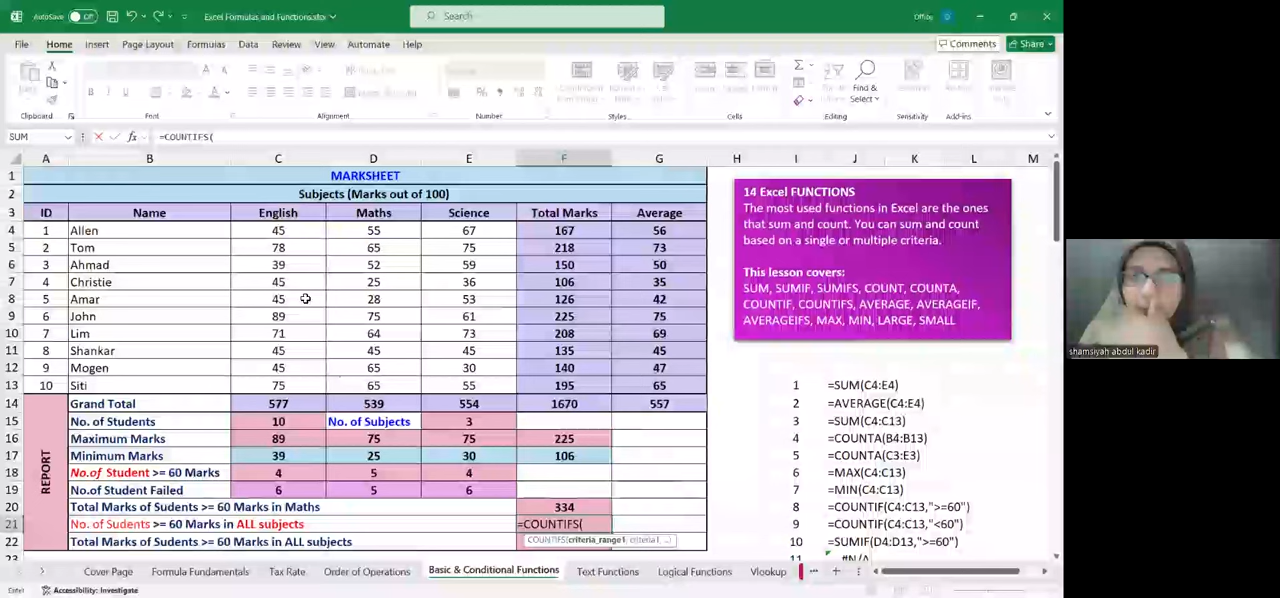 AutoSave Off Excel Formulas and Functions.xlsx Search
File Home Insert Page Layout Formulas Data Review View Automate Help Comments Share
Find & Select
Clipboard Font Alignment Number Styles Cells Editing Sensitivity Add-ins
SUM =COUNTIFS(
A B C D E F G H I J K L M
1 MARKSHEET
2 Subjects (Marks out of 100)
3 ID Name English Maths Science Total Marks Average
4 1 Allen 45 55 67 167 56
5 2 Tom 78 65 75 218 73
6 3 Ahmad 39 52 59 150 50
7 4 Christie 45 25 36 106 35
8 5 Amar 45 28 53 126 42
9 6 John 89 75 61 225 75
10 7 Lim 71 64 73 208 69
11 8 Shankar 45 45 45 135 45
12 9 Mogen 45 65 30 140 47
13 10 Siti 75 65 55 195 65
14 Grand Total 577 539 554 1670 557
15 No. of Students 10 No. of Subjects 3
16 Maximum Marks 89 75 75 225
17 Minimum Marks 39 25 30 106
18 No.of Student >= 60 Marks 4 5 4
19 No.of Student Failed 6 5 6
20 Total Marks of Sudents >= 60 Marks in Maths 334
21 No. of Sudents >= 60 Marks in ALL subjects =COUNTIFS(
22 Total Marks of Sudents >= 60 Marks in ALL subjects
REPORT
COUNTIFS(criteria_range1, criteria1, ...)
14 Excel FUNCTIONS
The most used functions in Excel are the ones
that sum and count. You can sum and count
based on a single or multiple criteria.
This lesson covers:
SUM, SUMIF, SUMIFS, COUNT, COUNTA,
COUNTIF, COUNTIFS, AVERAGE, AVERAGEIF,
AVERAGEIFS, MAX, MIN, LARGE, SMALL
1 =SUM(C4:E4)
2 =AVERAGE(C4:E4)
3 =SUM(C4:C13)
4 =COUNTA(B4:B13)
5 =COUNTA(C3:E3)
6 =MAX(C4:C13)
7 =MIN(C4:C13)
8 =COUNTIF(C4:C13,">=60")
9 =COUNTIF(C4:C13,"<60")
10 =SUMIF(D4:D13,">=60")
11 #N/A
shamsiyah abdul kadir
Cover Page Formula Fundamentals Tax Rate Order of Operations Basic & Conditional Functions Text Functions Logical Functions Vlookup
Accessibility: Investigate